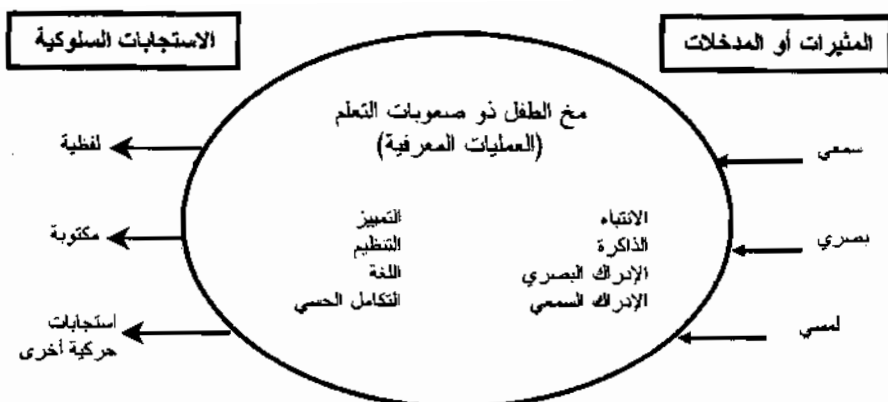 المثيرات أو المدخلات
الاستجابات السلوكية
مخ الطفل ذو صعوبات التعلم
(العمليات المعرفية)
سمعي
بصري
لمسي
الانتباه
الذاكرة
الإدراك البصري
الإدراك السمعي
التمييز
التنظيم
اللغة
التكامل الحسي
لفظية
مكتوبة
استجابات
حركية أخرى